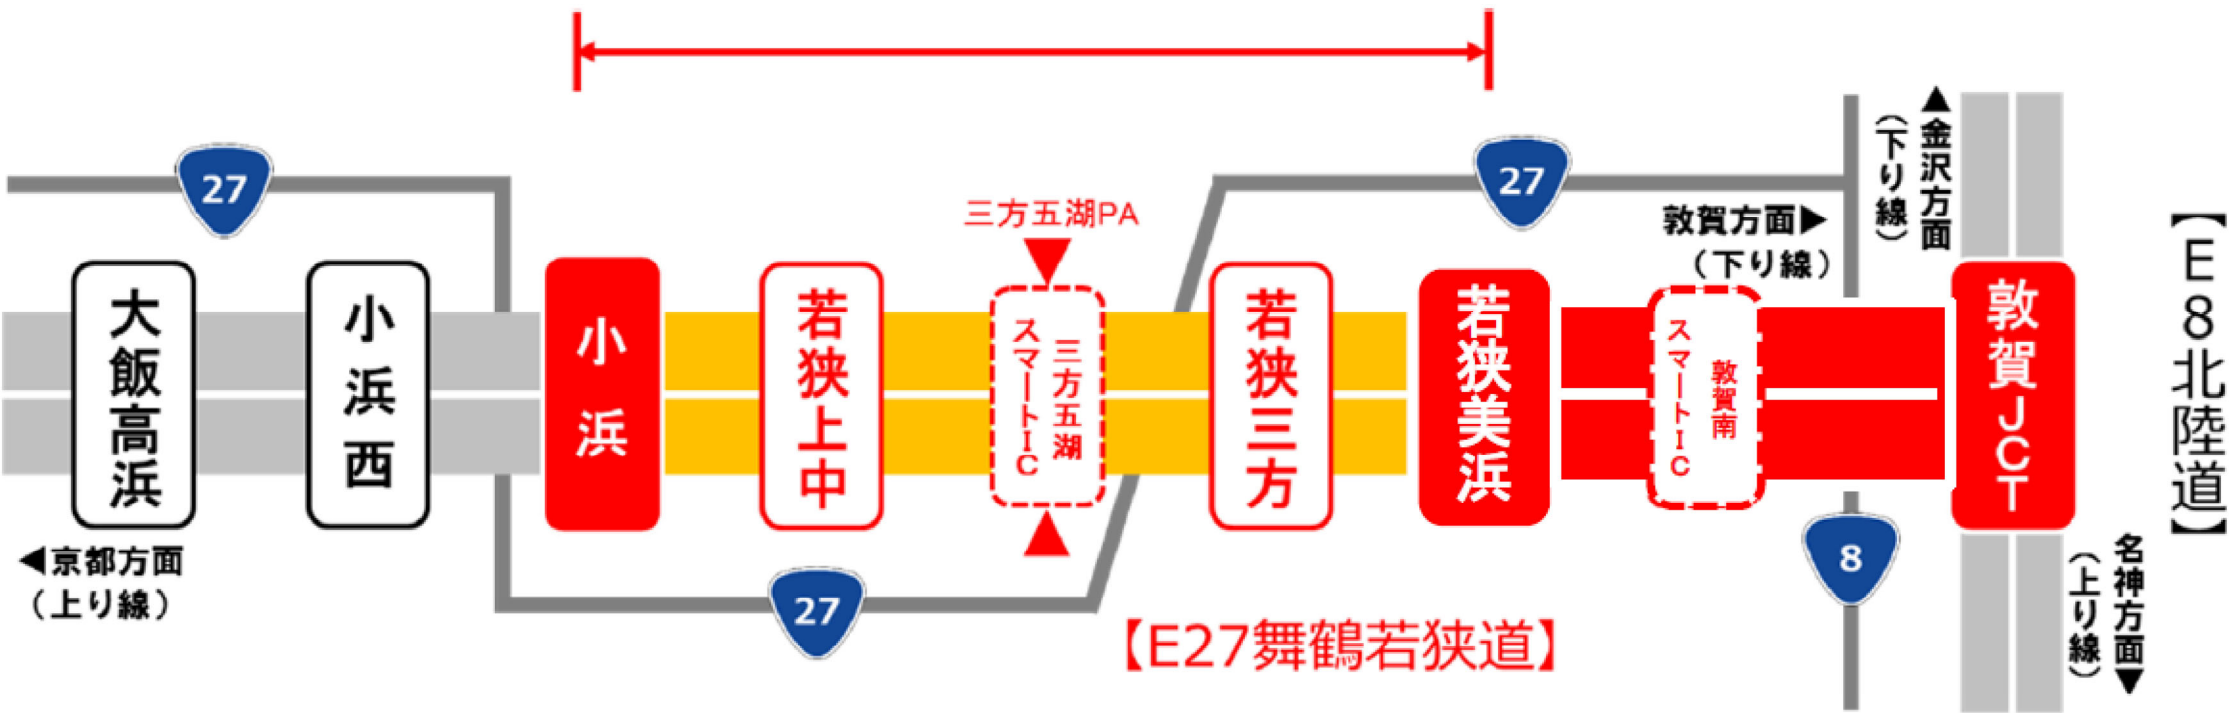 27
27
▲金沢方面
（下り線）
三方五湖PA
敦賀方面▶
（下り線）
大飯高浜
小浜西
小浜
若狭上中
三方五湖
スマートIC
若狭三方
若狭美浜
敦賀南
スマートIC
敦賀JCT
【E8北陸道】
◀京都方面
（上り線）
27
8
名神方面▼
（上り線）
【E27舞鶴若狭道】